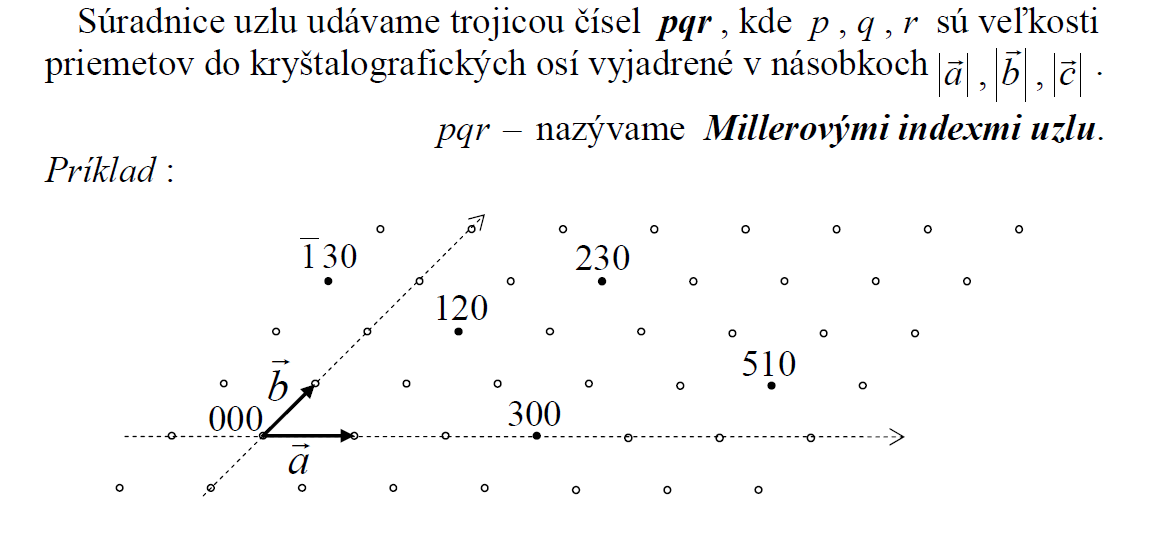 Súradnice uzlu udávame trojicou čísel pqr , kde p , q , r sú veľkosti
priemetov do kryštalografických osí vyjadrené v násobkoch |a⃗| , |b⃗| , |c⃗| .
pqr – nazývame Millerovými indexmi uzlu.
Príklad :
1̅30
230
120
510
b⃗
000
300
a⃗